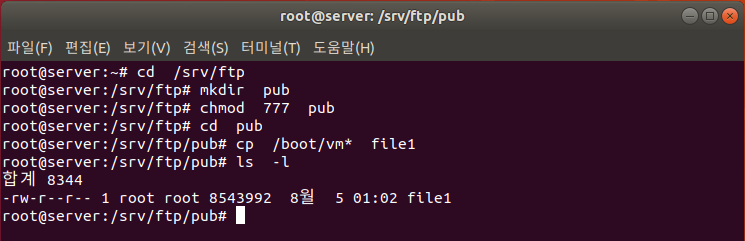 root@server: /srv/ftp/pub
파일(F) 편집(E) 보기(V) 검색(S) 터미널(T) 도움말(H)
root@server:~# cd  /srv/ftp
root@server:/srv/ftp# mkdir  pub
root@server:/srv/ftp# chmod  777  pub
root@server:/srv/ftp# cd  pub
root@server:/srv/ftp/pub# cp  /boot/vm*  file1
root@server:/srv/ftp/pub# ls  -l
합계 8344
-rw-r--r-- 1 root root 8543992  8월  5 01:02 file1
root@server:/srv/ftp/pub#